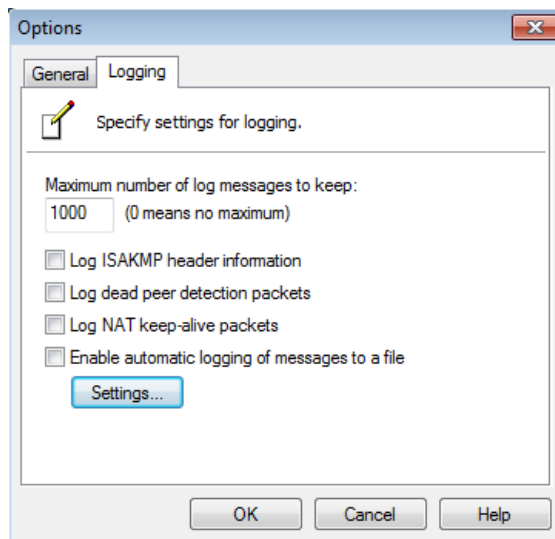 Options
General
Logging
Specify settings for logging.
Maximum number of log messages to keep:
1000 (0 means no maximum)
Log ISAKMP header information
Log dead peer detection packets
Log NAT keep-alive packets
Enable automatic logging of messages to a file
Settings...
OK Cancel Help